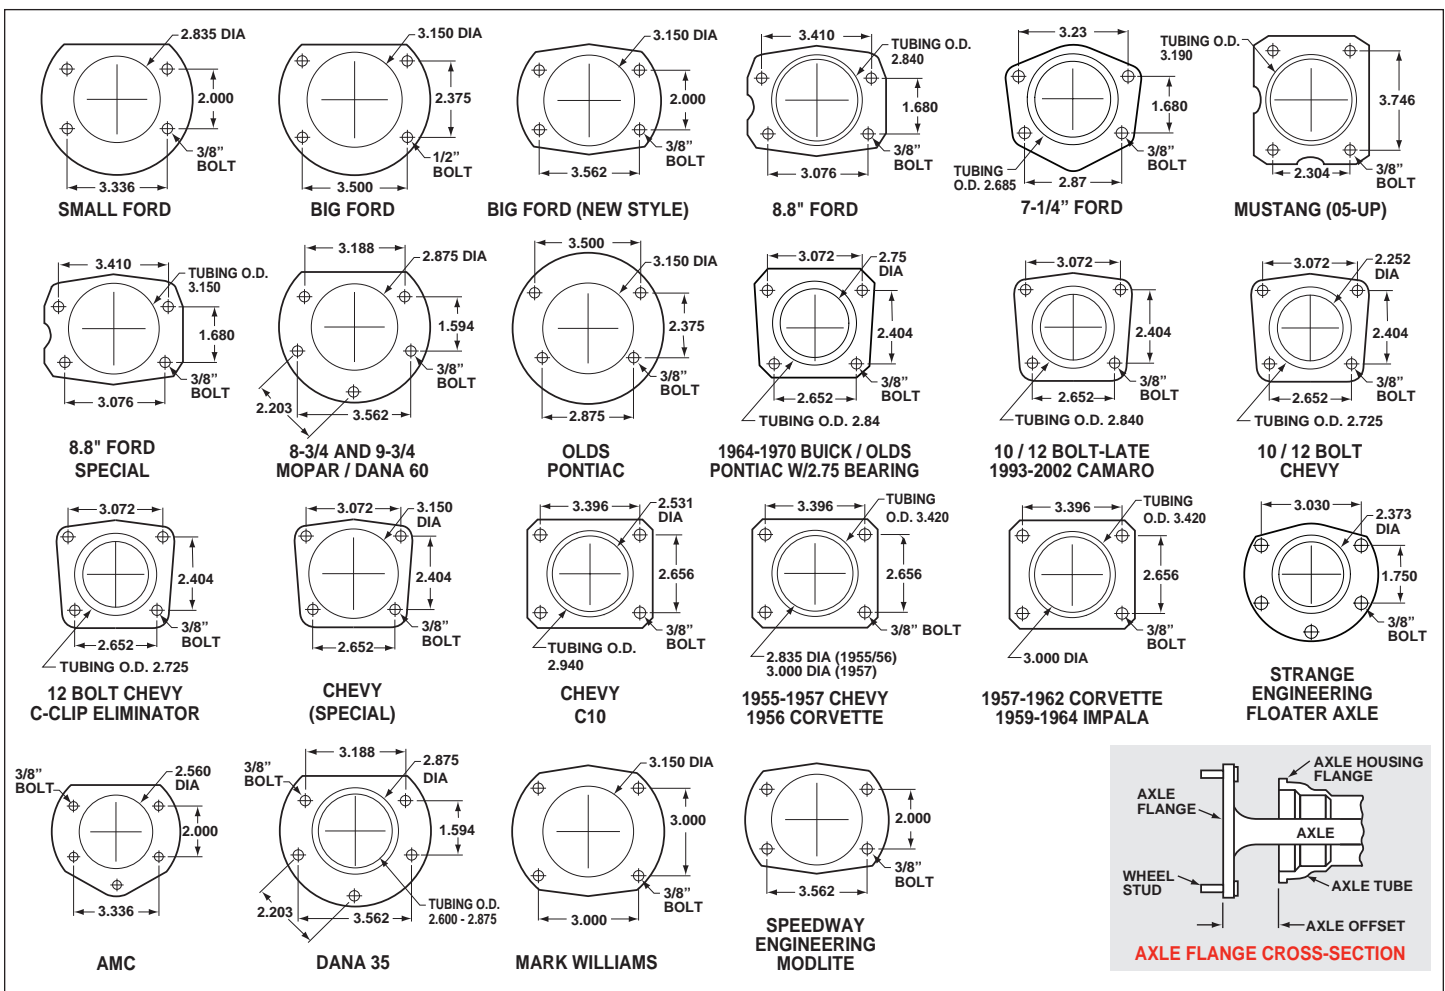 2.835 DIA
2.000
3/8”
BOLT
3.336
SMALL FORD
3.150 DIA
2.375
1/2”
BOLT
3.500
BIG FORD
3.150 DIA
2.000
3/8”
BOLT
3.562
BIG FORD (NEW STYLE)
3.410
TUBING O.D.
2.840
1.680
3/8”
BOLT
3.076
8.8" FORD
3.23
1.680
TUBING
O.D. 2.685
3/8”
BOLT
2.87
7-1/4” FORD
TUBING O.D.
3.190
3.746
3/8”
BOLT
2.304
MUSTANG (05-UP)
3.410
TUBING O.D.
3.150
1.680
3/8”
BOLT
3.076
8.8" FORD
SPECIAL
3.188
2.875 DIA
1.594
3/8”
BOLT
2.203
3.562
8-3/4 AND 9-3/4
MOPAR / DANA 60
3.500
3.150 DIA
2.375
3/8”
BOLT
2.875
OLDS
PONTIAC
3.072
2.75
DIA
2.404
3/8”
BOLT
2.652
TUBING O.D. 2.84
1964-1970 BUICK / OLDS
PONTIAC W/2.75 BEARING
3.072
2.404
3/8”
BOLT
2.652
TUBING O.D. 2.840
10 / 12 BOLT-LATE
1993-2002 CAMARO
3.072
2.252
DIA
2.404
3/8”
BOLT
2.652
TUBING O.D. 2.725
10 / 12 BOLT
CHEVY
3.072
2.404
3/8”
BOLT
2.652
TUBING O.D. 2.725
12 BOLT CHEVY
C-CLIP ELIMINATOR
3.072
3.150
DIA
2.404
3/8”
BOLT
2.652
CHEVY
(SPECIAL)
3.396
2.531
DIA
2.656
3/8”
BOLT
TUBING O.D.
2.940
CHEVY
C10
3.396
TUBING
O.D. 3.420
2.656
3/8” BOLT
2.835 DIA (1955/56)
3.000 DIA (1957)
1955-1957 CHEVY
1956 CORVETTE
3.396
TUBING
O.D. 3.420
2.656
3/8”
BOLT
3.000 DIA
1957-1962 CORVETTE
1959-1964 IMPALA
3.030
2.373
DIA
1.750
3/8”
BOLT
STRANGE
ENGINEERING
FLOATER AXLE
3/8”
BOLT
2.560
DIA
2.000
3.336
AMC
3/8”
BOLT
3.188
2.875
DIA
1.594
2.203
3.562
TUBING O.D.
2.600 - 2.875
DANA 35
3.150 DIA
3.000
3/8”
BOLT
3.000
MARK WILLIAMS
2.000
3/8”
BOLT
3.562
SPEEDWAY
ENGINEERING
MODLITE
AXLE HOUSING
FLANGE
AXLE
FLANGE
AXLE
WHEEL
STUD
AXLE TUBE
AXLE OFFSET
AXLE FLANGE CROSS-SECTION